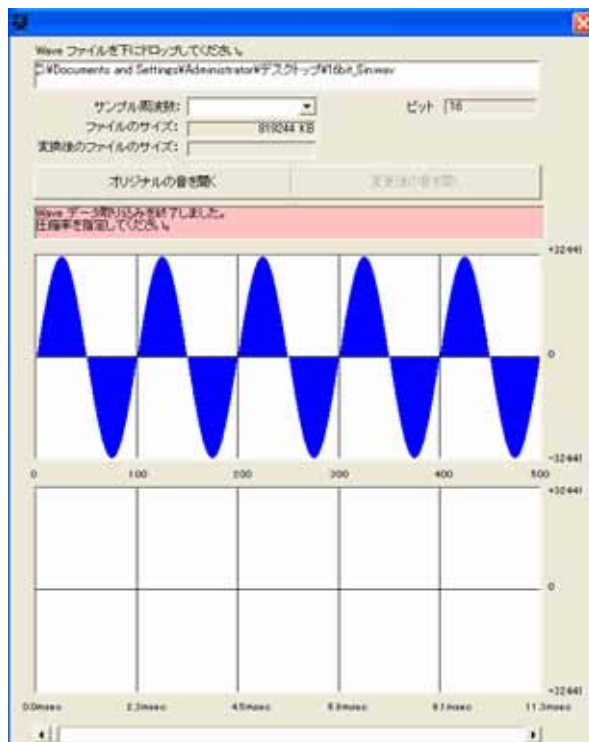 Wave ファイルを下にドロップしてください。
C:¥Documents and Settings¥Administrator¥デスクトップ¥16bit_Sin.wav
サンプル周波数:
ビット 16
ファイルのサイズ: 819244 KB
変換後のファイルのサイズ:
オリジナルの音を聞く
変更後の音を聞く
Wave データ取り込みを終了しました。
圧縮率を指定してください。
+32441
0
-32441
0 100 200 300 400 500
+32441
0
-32441
0.0msec 2.3msec 4.5msec 6.8msec 9.1msec 11.3msec